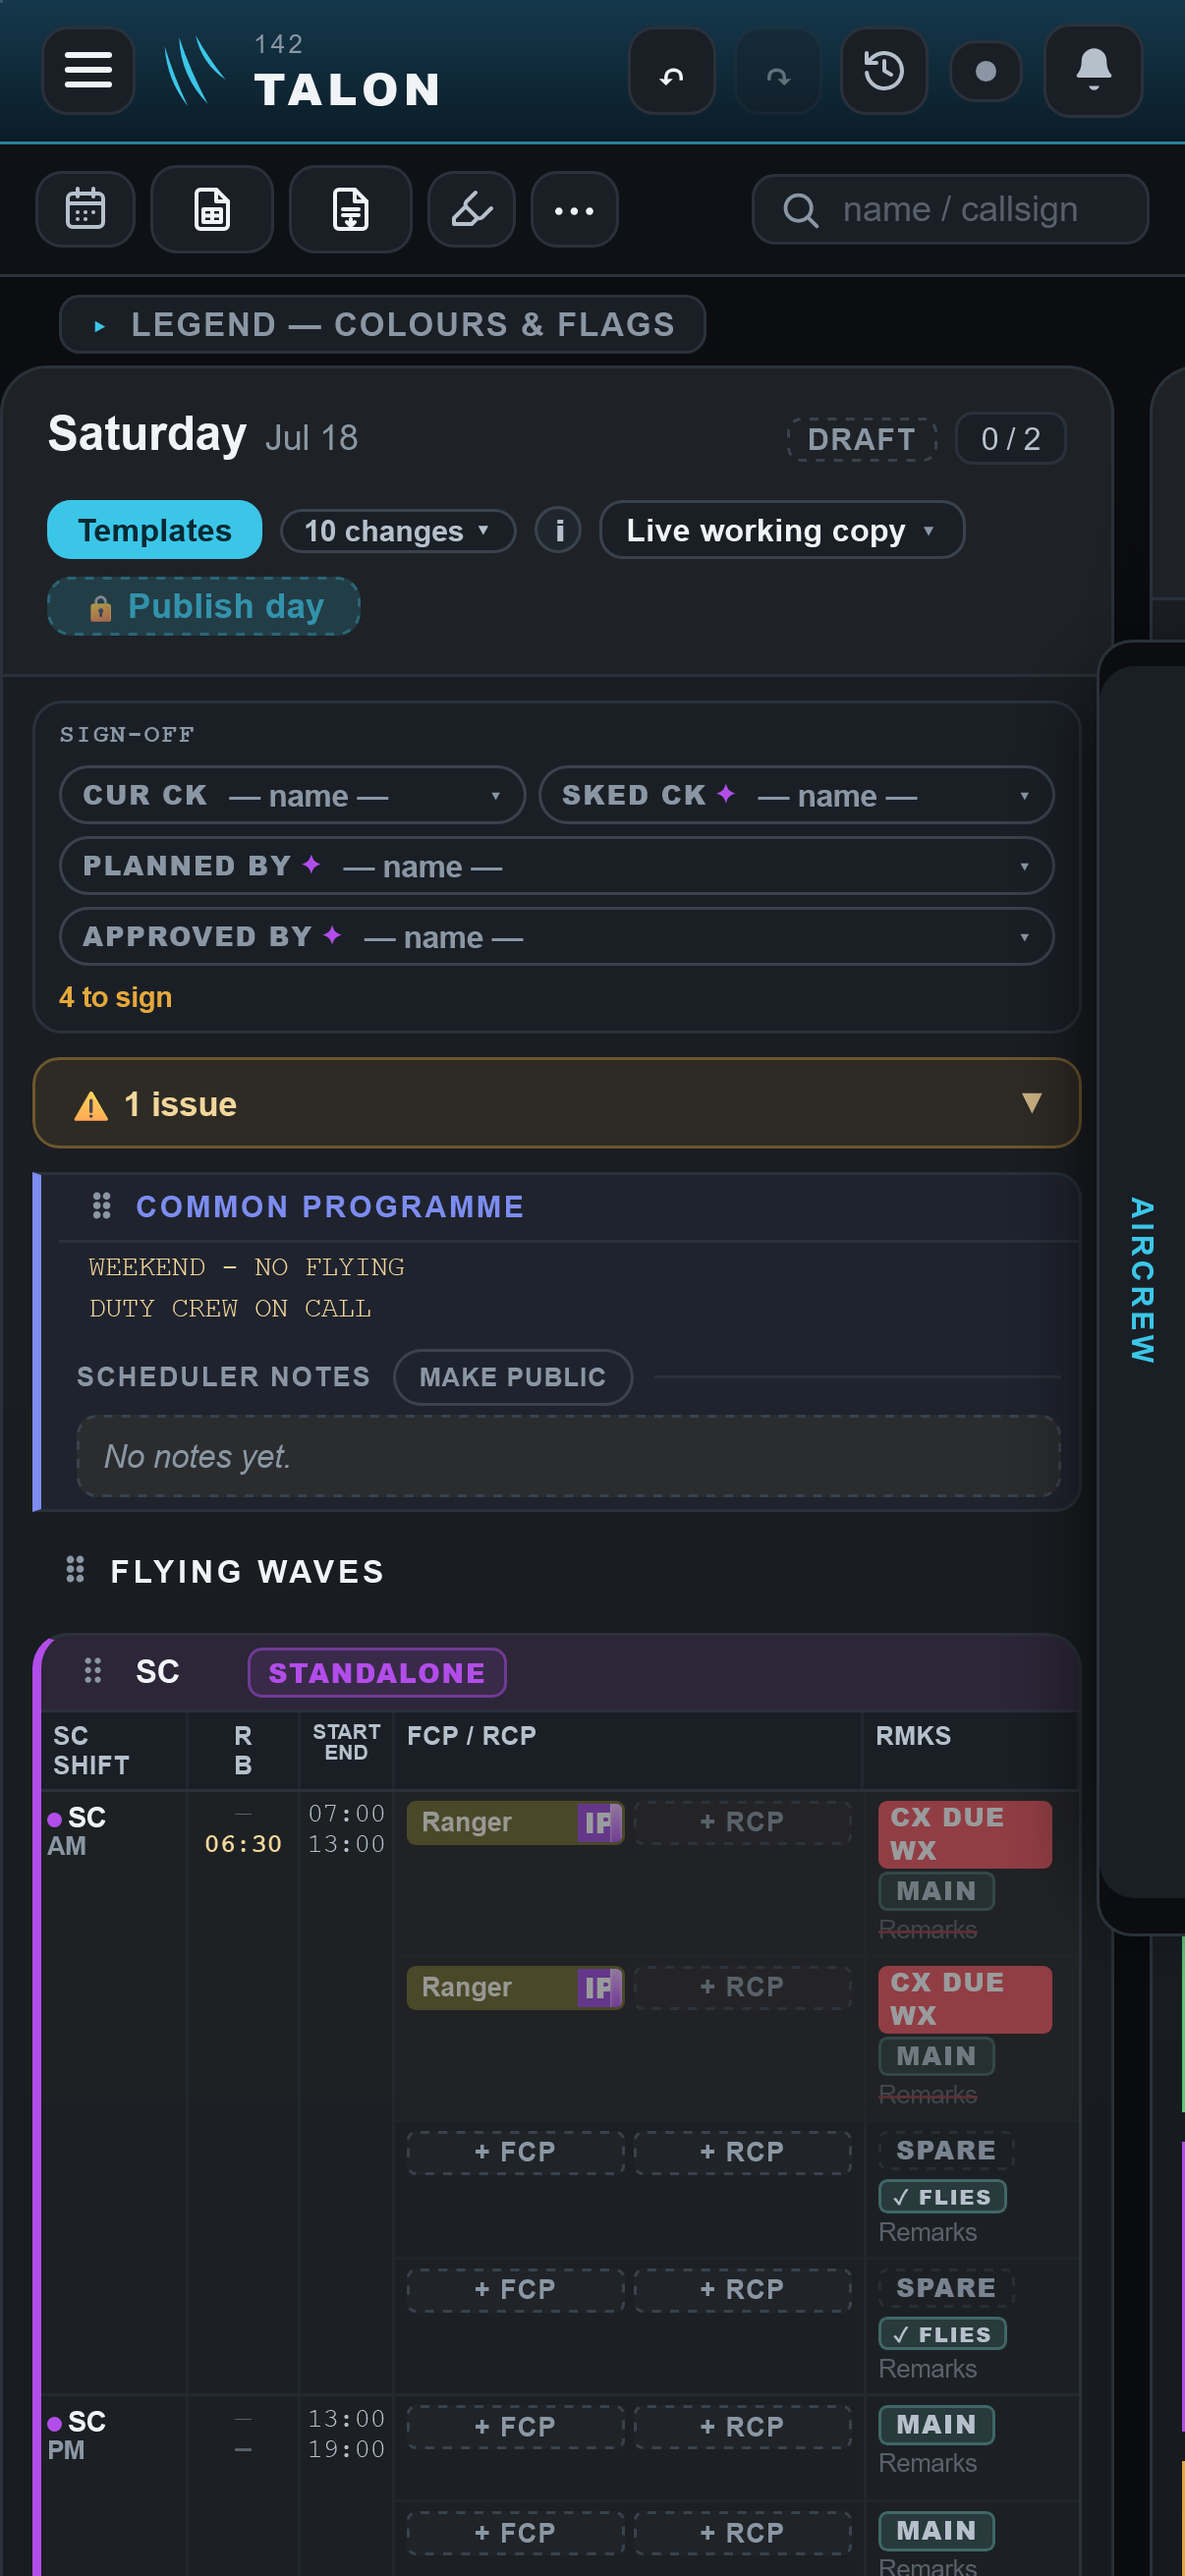 142
TALON
name / callsign
LEGEND — COLOURS & FLAGS
Saturday Jul 18
DRAFT
0 / 2
Templates
10 changes
i
Live working copy
Publish day
SIGN-OFF
CUR CK — name —
SKED CK — name —
PLANNED BY — name —
APPROVED BY — name —
4 to sign
1 issue
COMMON PROGRAMME
WEEKEND – NO FLYING
DUTY CREW ON CALL
SCHEDULER NOTES MAKE PUBLIC
No notes yet.
AIRCREW
FLYING WAVES
SC STANDALONE
SC SHIFT
R B
START END
FCP / RCP
RMKS
SC AM
—
06:30
07:00
13:00
Ranger IP + RCP
CX DUE WX
MAIN
Remarks
Ranger IP + RCP
CX DUE WX
MAIN
Remarks
+ FCP + RCP
SPARE
✓ FLIES
Remarks
+ FCP + RCP
SPARE
✓ FLIES
Remarks
SC PM
—
—
13:00
19:00
+ FCP + RCP
MAIN
Remarks
+ FCP + RCP
MAIN
Remarks